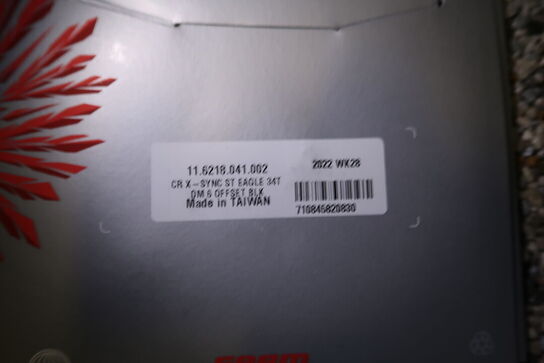 11.6218.041.002
2022 WK28
CR X-SYNC ST EAGLE 34T
DM 6 OFFSET BLK
Made in TAIWAN
710845820830